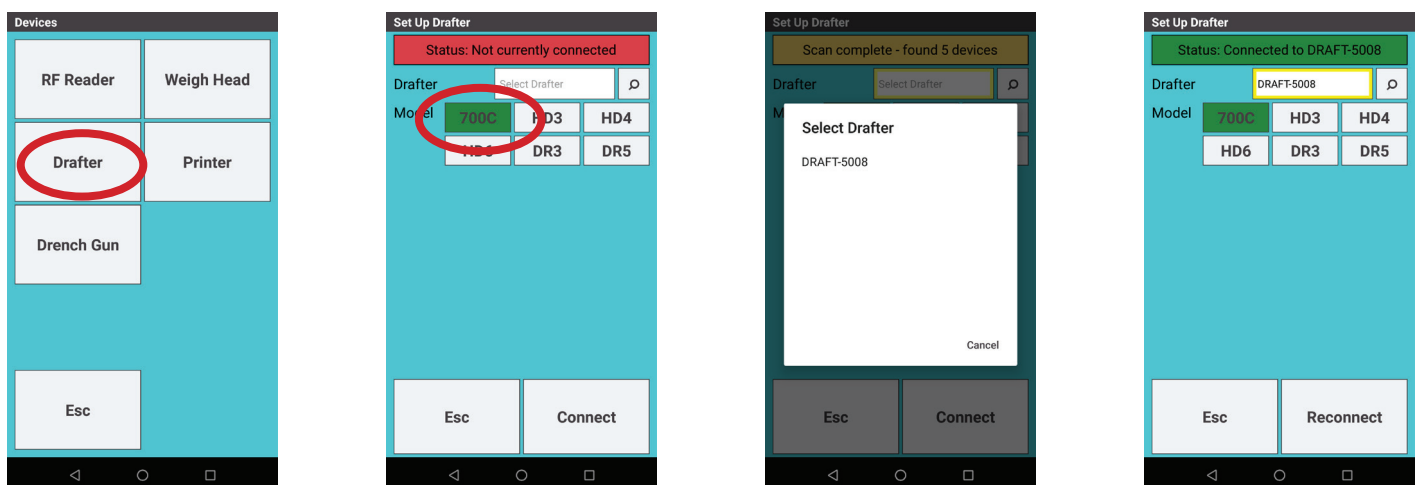 Devices
RF Reader
Weigh Head
Drafter
Printer
Drench Gun
Esc
Set Up Drafter
Status: Not currently connected
Drafter
Select Drafter
Model
700C
HD3
HD4
HD6
DR3
DR5
Esc
Connect
Set Up Drafter
Scan complete - found 5 devices
Drafter
Select Drafter
M
Select Drafter
DRAFT-5008
Cancel
Esc
Connect
Set Up Drafter
Status: Connected to DRAFT-5008
Drafter
DRAFT-5008
Model
700C
HD3
HD4
HD6
DR3
DR5
Esc
Reconnect